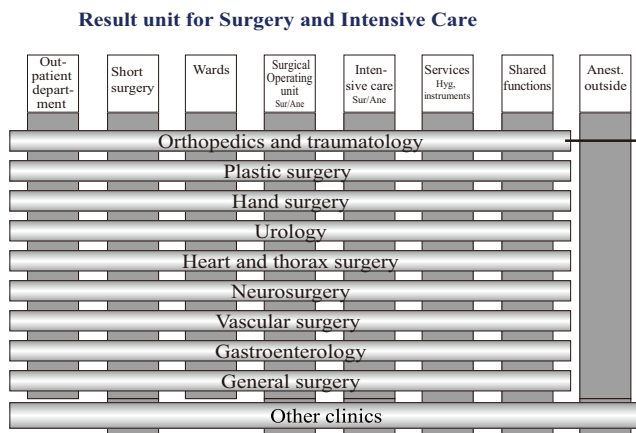 Result unit for Surgery and Intensive Care
Out-
patient
depart-
ment
Short
surgery
Wards
Surgical
Operating
unit
Sur/Ane
Inten-
sive care
Sur/Ane
Services
Hyg,
instruments
Shared
functions
Anest.
outside
Orthopedics and traumatology
Plastic surgery
Hand surgery
Urology
Heart and thorax surgery
Neurosurgery
Vascular surgery
Gastroenterology
General surgery
Other clinics